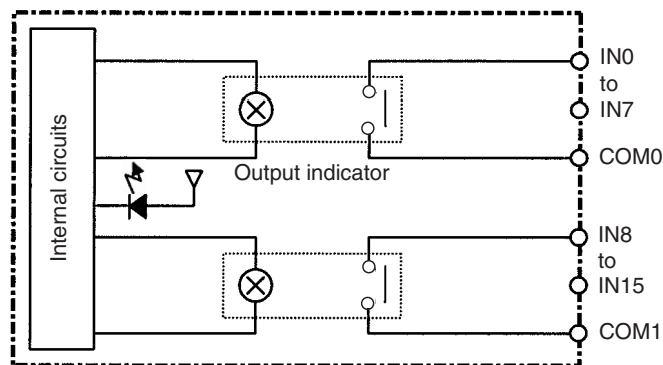 Internal circuits
IN0
to
IN7
COM0
Output indicator
IN8
to
IN15
COM1